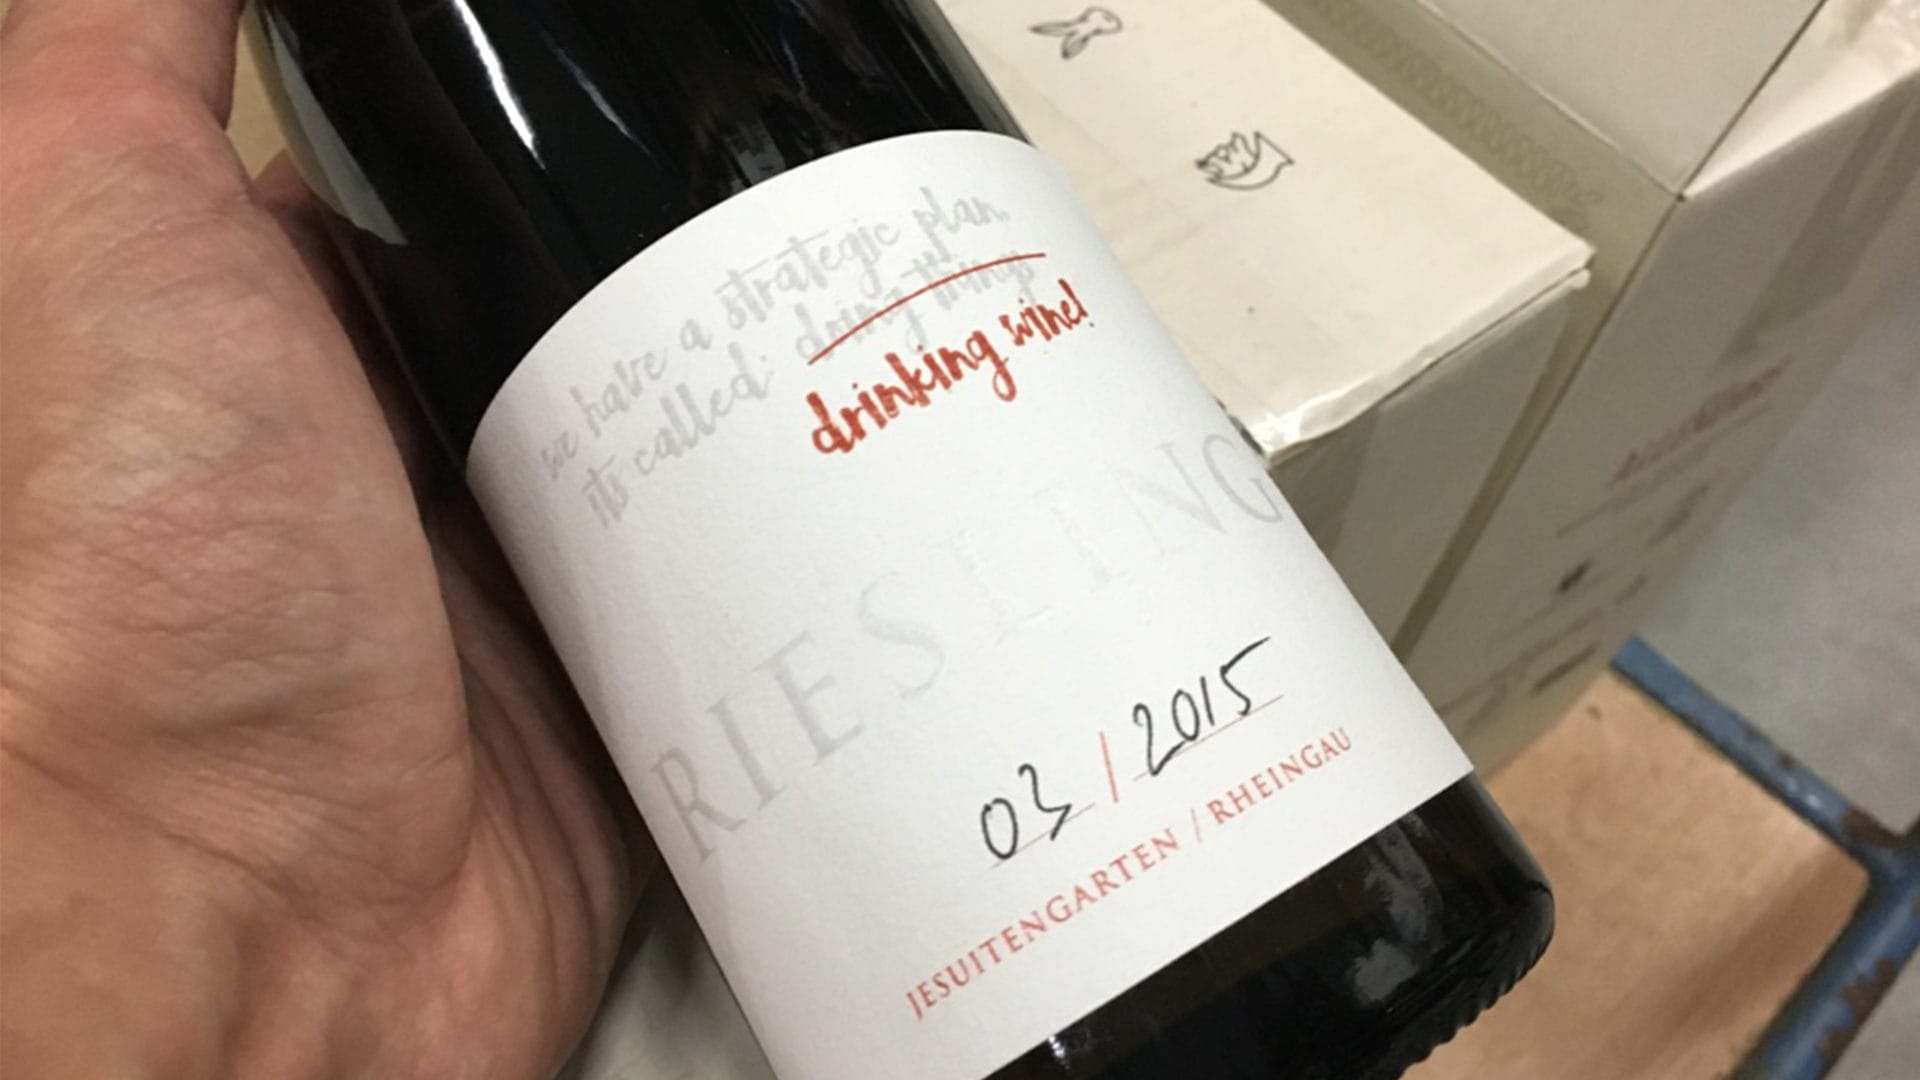 we have a strategic plan,
its called: doing things
drinking wine!
RIESLING
03 / 2015
JESUITENGARTEN / RHEINGAU